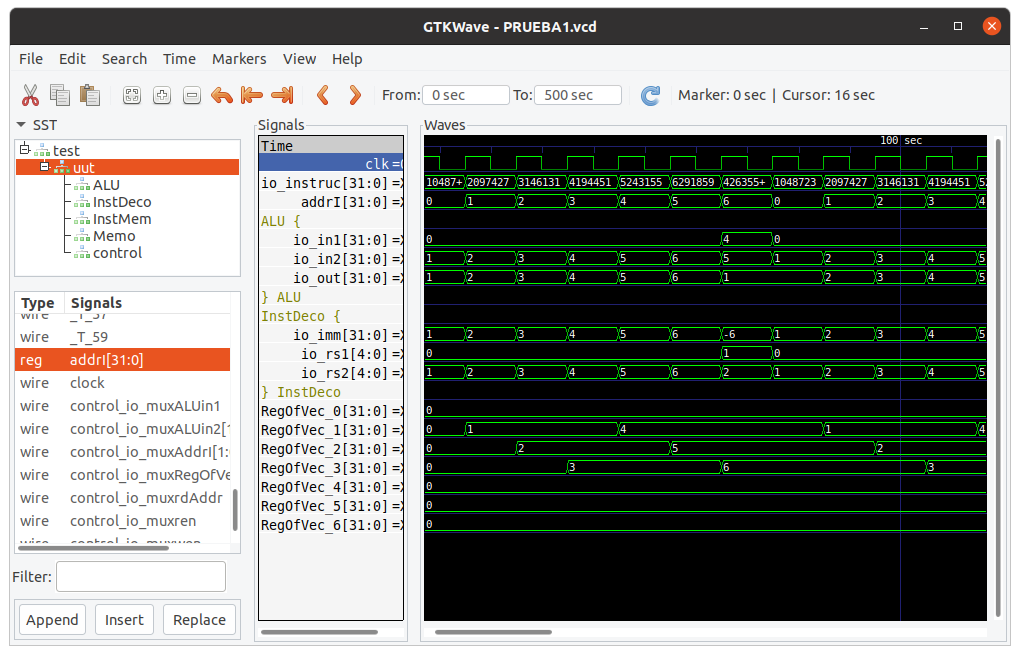 GTKWave - PRUEBA1.vcd
File Edit Search Time Markers View Help
From: 0 sec To: 500 sec Marker: 0 sec | Cursor: 16 sec
SST
test
uut
ALU
InstDeco
InstMem
Memo
control
Type Signals
wire _T_57
wire _T_59
reg addrI[31:0]
wire clock
wire control_io_muxALUin1
wire control_io_muxALUin2[1
wire control_io_muxAddrI[1:
wire control_io_muxRegOfVe
wire control_io_muxrdAddr
wire control_io_muxren
wire control_io_muxwen
Filter:
Append Insert Replace
Signals
Time
clk =
io_instruc[31:0] =X
addrI[31:0] =X
ALU {
io_in1[31:0] =X
io_in2[31:0] =X
io_out[31:0] =X
} ALU
InstDeco {
io_imm[31:0] =X
io_rs1[4:0] =X
io_rs2[4:0] =X
} InstDeco
RegOfVec_0[31:0] =X
RegOfVec_1[31:0] =X
RegOfVec_2[31:0] =X
RegOfVec_3[31:0] =X
RegOfVec_4[31:0] =X
RegOfVec_5[31:0] =X
RegOfVec_6[31:0] =X
Waves
100 sec
10487+ 2097427 3146131 4194451 5243155 6291859 426355+ 1048723 2097427 3146131 4194451 52
0 1 2 3 4 5 6 0 1 2 3 4
0 4 0
1 2 3 4 5 6 5 1 2 3 4 5
1 2 3 4 5 6 1 2 3 4 5
1 2 3 4 5 6 -6 1 2 3 4 5
0 1 0
1 2 3 4 5 6 2 1 2 3 4 5
0
0 1 4 1 4
0 2 5 2
0 3 6 3
0
0
0